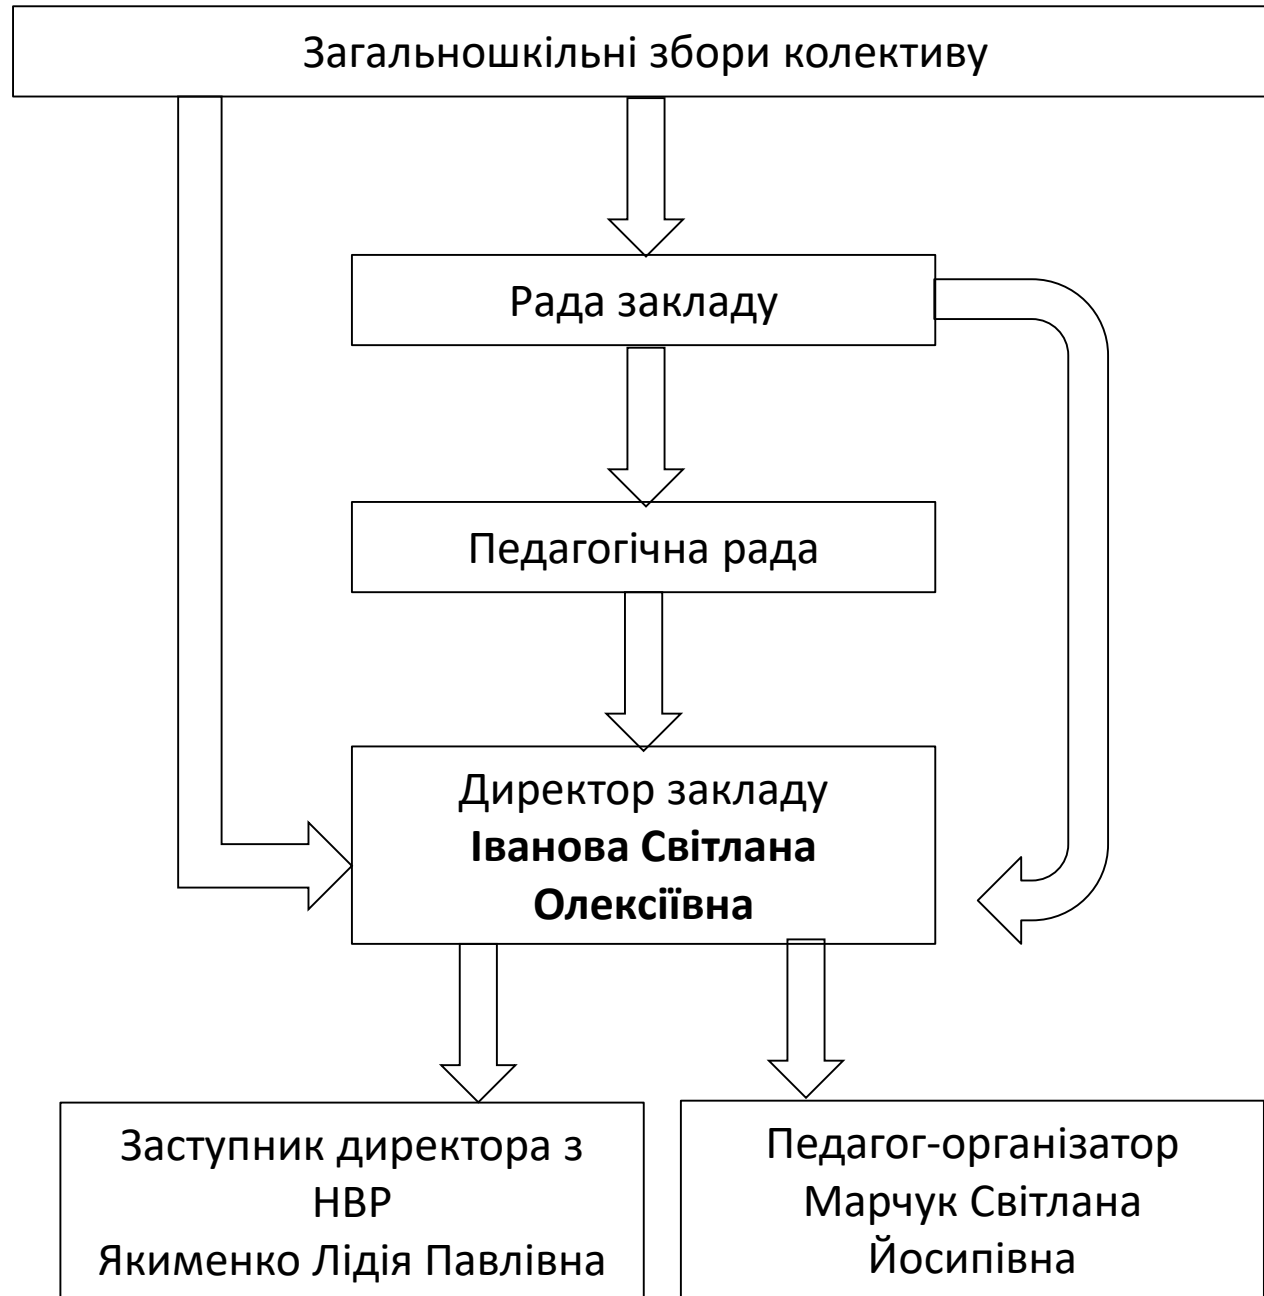 Загальношкільні збори колективу
Рада закладу
Педагогічна рада
Директор закладу
Іванова Світлана
Олексіївна
Заступник директора з
НВР
Якименко Лідія Павлівна
Педагог-організатор
Марчук Світлана
Йосипівна